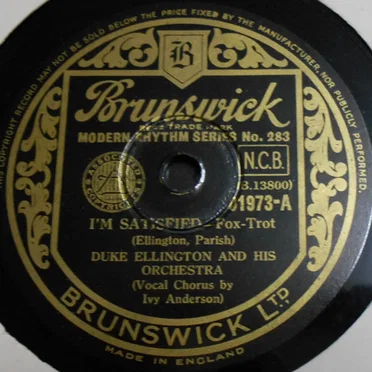 THIS COPYRIGHT RECORD MAY NOT BE SOLD BELOW THE PRICE FIXED BY THE MANUFACTURER, NOR PUBLICLY PERFORMED.
B
Brunswick
REGD TRADE MARK
MODERN RHYTHM SERIES No. 283
ASSOCIATED
N.C.B.
(B.13800)
01973-A
I'M SATISFIED - Fox-Trot
(Ellington, Parish)
DUKE ELLINGTON AND HIS
ORCHESTRA
(Vocal Chorus by
Ivy Anderson)
BRUNSWICK LTD
MADE IN ENGLAND